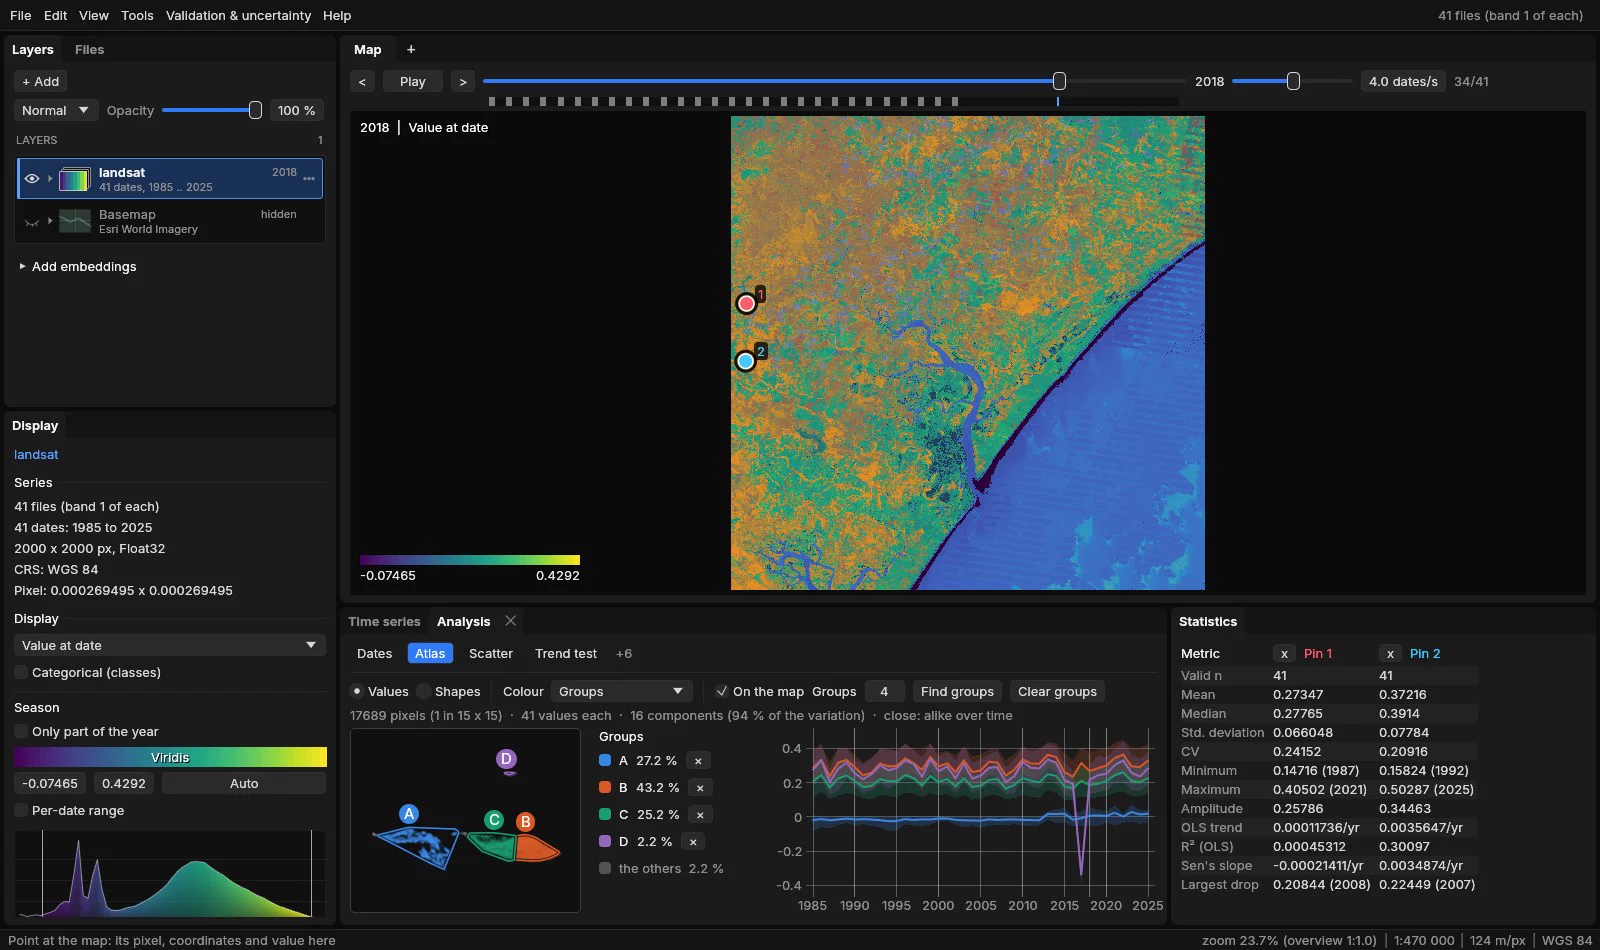 File Edit View Tools Validation & uncertainty Help 41 files (band 1 of each)
Layers Files
+ Add
Normal Opacity 100 %
LAYERS 1
landsat 2018
41 dates, 1985 .. 2025
Basemap hidden
Esri World Imagery
Add embeddings
Display
landsat
Series
41 files (band 1 of each)
41 dates: 1985 to 2025
2000 x 2000 px, Float32
CRS: WGS 84
Pixel: 0.000269495 x 0.000269495
Display
Value at date
Categorical (classes)
Season
Only part of the year
Viridis
-0.07465 0.4292 Auto
Per-date range
Map +
< Play > 2018 4.0 dates/s 34/41
2018 | Value at date
1
2
-0.07465 0.4292
Time series Analysis
Dates Atlas Scatter Trend test +6
Values Shapes Colour Groups On the map Groups 4 Find groups Clear groups
17689 pixels (1 in 15 x 15) · 41 values each · 16 components (94 % of the variation) · close: alike over time
D
A
C
B
Groups
A 27.2 % ×
B 43.2 % ×
C 25.2 % ×
D 2.2 % ×
the others 2.2 %
0.4
0.2
0
-0.2
-0.4
1985 1990 1995 2000 2005 2010 2015 2020 2025
Statistics
Metric x Pin 1 x Pin 2
Valid n 41 41
Mean 0.27347 0.37216
Median 0.27765 0.3914
Std. deviation 0.066048 0.07784
CV 0.24152 0.20916
Minimum 0.14716 (1987) 0.15824 (1992)
Maximum 0.40502 (2021) 0.50287 (2025)
Amplitude 0.25786 0.34463
OLS trend 0.00011736/yr 0.0035647/yr
R² (OLS) 0.00045312 0.30097
Sen's slope -0.00021411/yr 0.0034874/yr
Largest drop 0.20844 (2008) 0.22449 (2007)
Point at the map: its pixel, coordinates and value here zoom 23.7% (overview 1:1.0) | 1:470 000 | 124 m/px | WGS 84